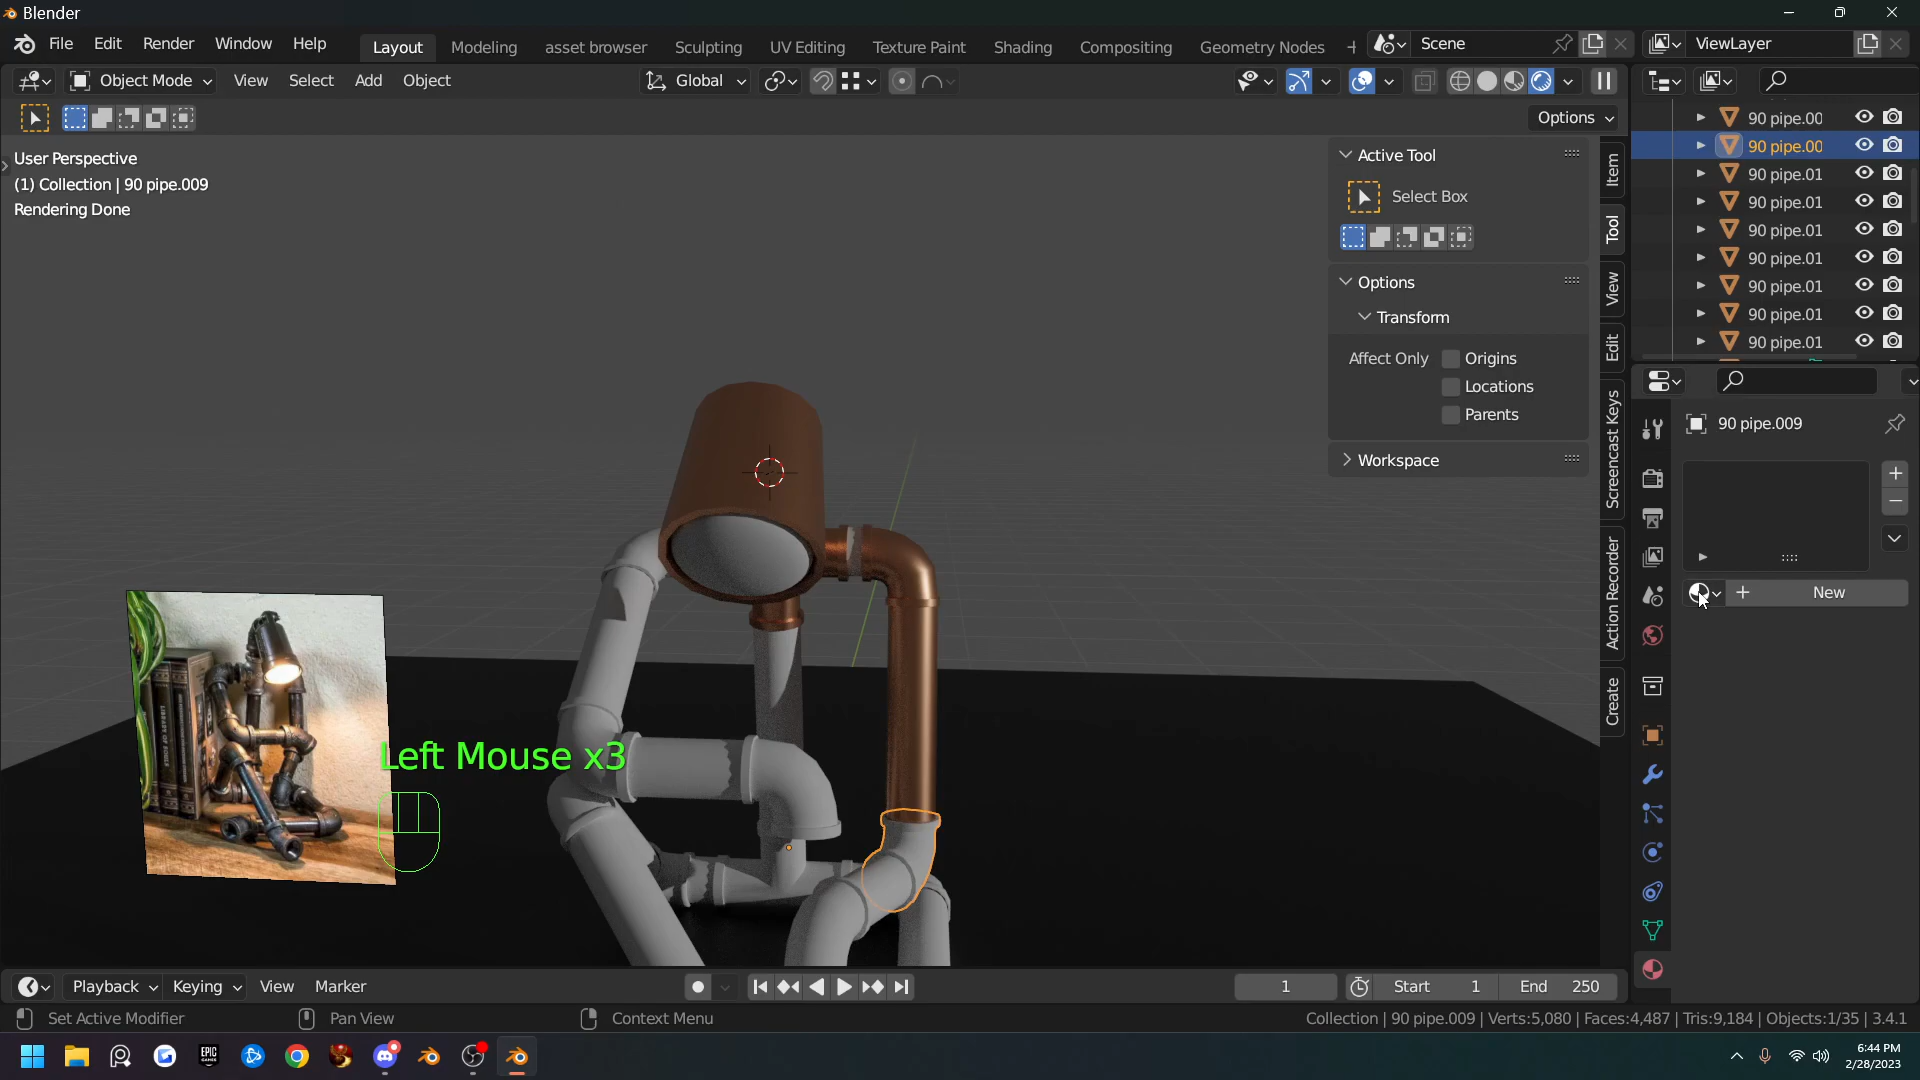 Blender
File Edit Render Window Help Layout Modeling asset browser Sculpting UV Editing Texture Paint Shading Compositing Geometry Nodes + Scene ViewLayer
Object Mode View Select Add Object Global
Options
User Perspective
(1) Collection | 90 pipe.009
Rendering Done
Active Tool
Select Box
Options
Transform
Affect Only Origins
Locations
Parents
Workspace
Item
Tool
View
Edit
Screencast Keys
Action Recorder
Create
90 pipe.00
90 pipe.00
90 pipe.01
90 pipe.01
90 pipe.01
90 pipe.01
90 pipe.01
90 pipe.01
90 pipe.01
90 pipe.009
+ New
Left Mouse x3
Playback Keying View Marker 1 Start 1 End 250
Set Active Modifier Pan View Context Menu Collection | 90 pipe.009 | Verts:5,080 | Faces:4,487 | Tris:9,184 | Objects:1/35 | 3.4.1
EPIC GAMES
6:44 PM
2/28/2023